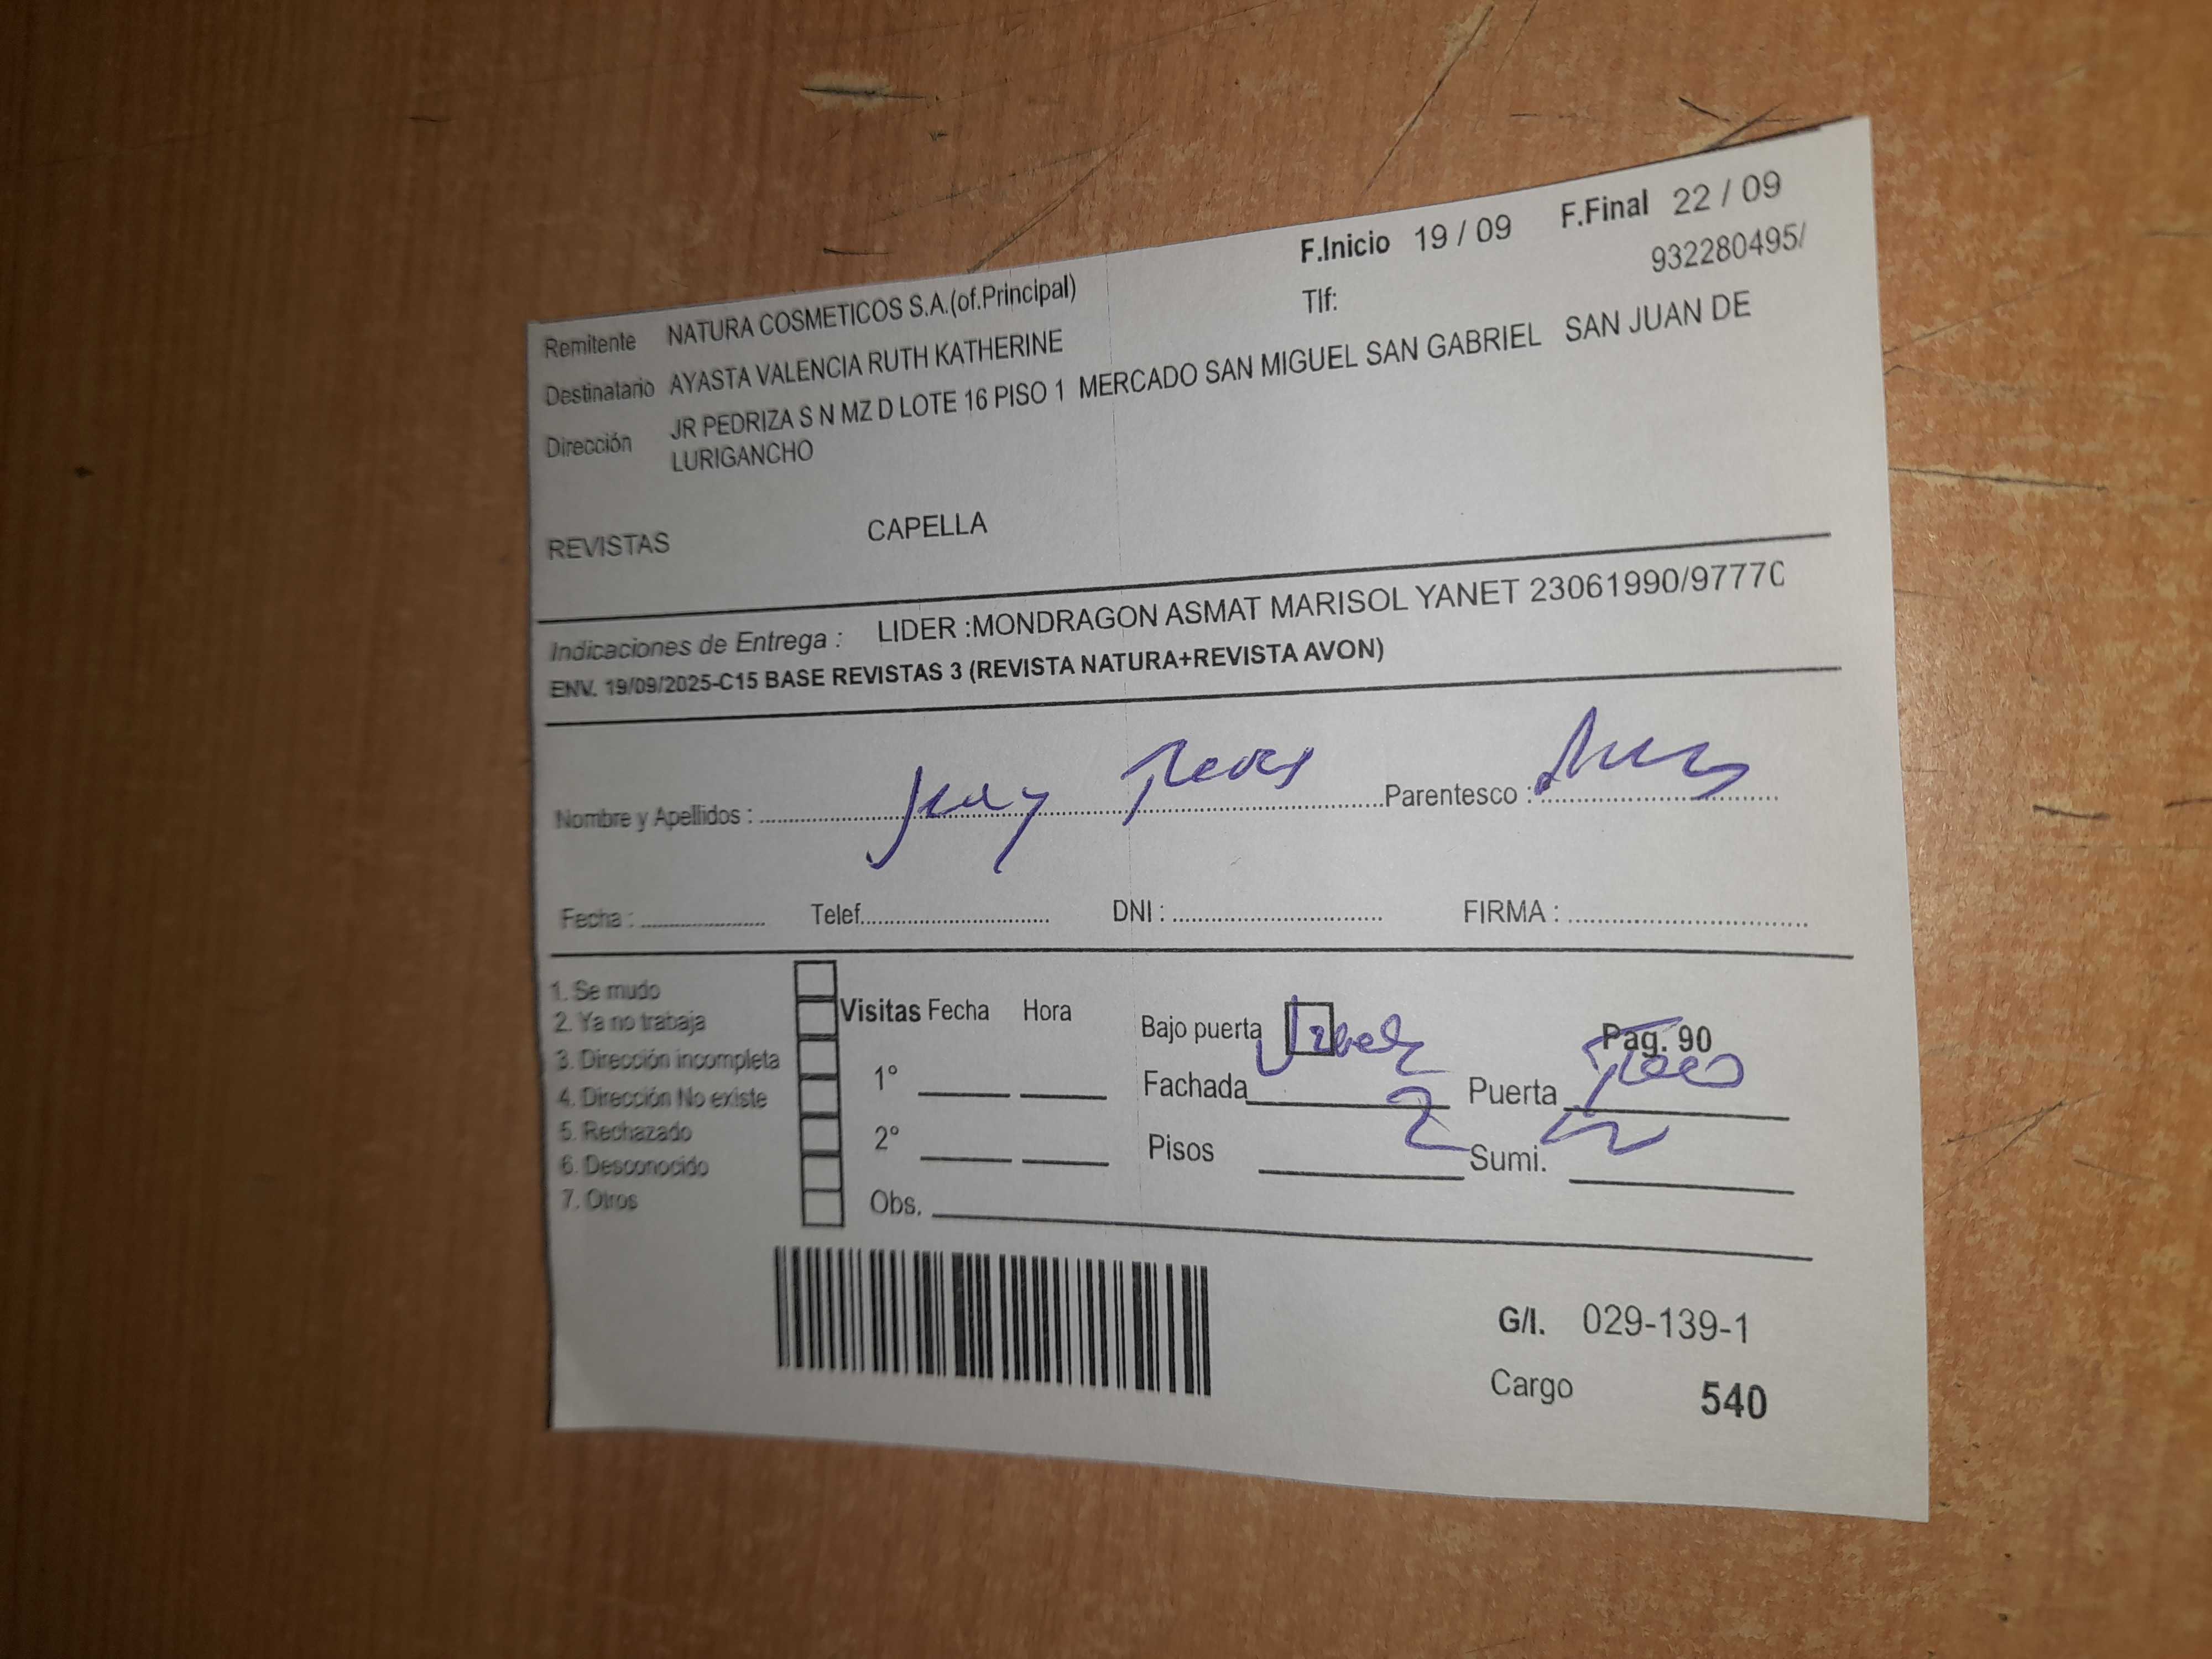 F.Inicio 19 / 09 F.Final 22 / 09
Remitente NATURA COSMETICOS S.A.(of.Principal) Tlf: 932280495/
Destinatario AYASTA VALENCIA RUTH KATHERINE
Dirección JR PEDRIZA S N MZ D LOTE 16 PISO 1 MERCADO SAN MIGUEL SAN GABRIEL SAN JUAN DE
LURIGANCHO
REVISTAS CAPELLA
Indicaciones de Entrega : LIDER :MONDRAGON ASMAT MARISOL YANET 23061990/9777
ENV. 19/09/2025-C15 BASE REVISTAS 3 (REVISTA NATURA+REVISTA AVON)
Nombre y Apellidos : Parentesco :
Fecha : Telef. DNI : FIRMA :
1. Se mudo
2. Ya no trabaja
3. Dirección incompleta
4. Dirección No existe
5. Rechazado
6. Desconocido
7. Otros
Visitas Fecha Hora
1°
2°
Obs.
Bajo puerta Pag. 90
Fachada Puerta
Pisos 2 Sumi.
G/I. 029-139-1
Cargo 540